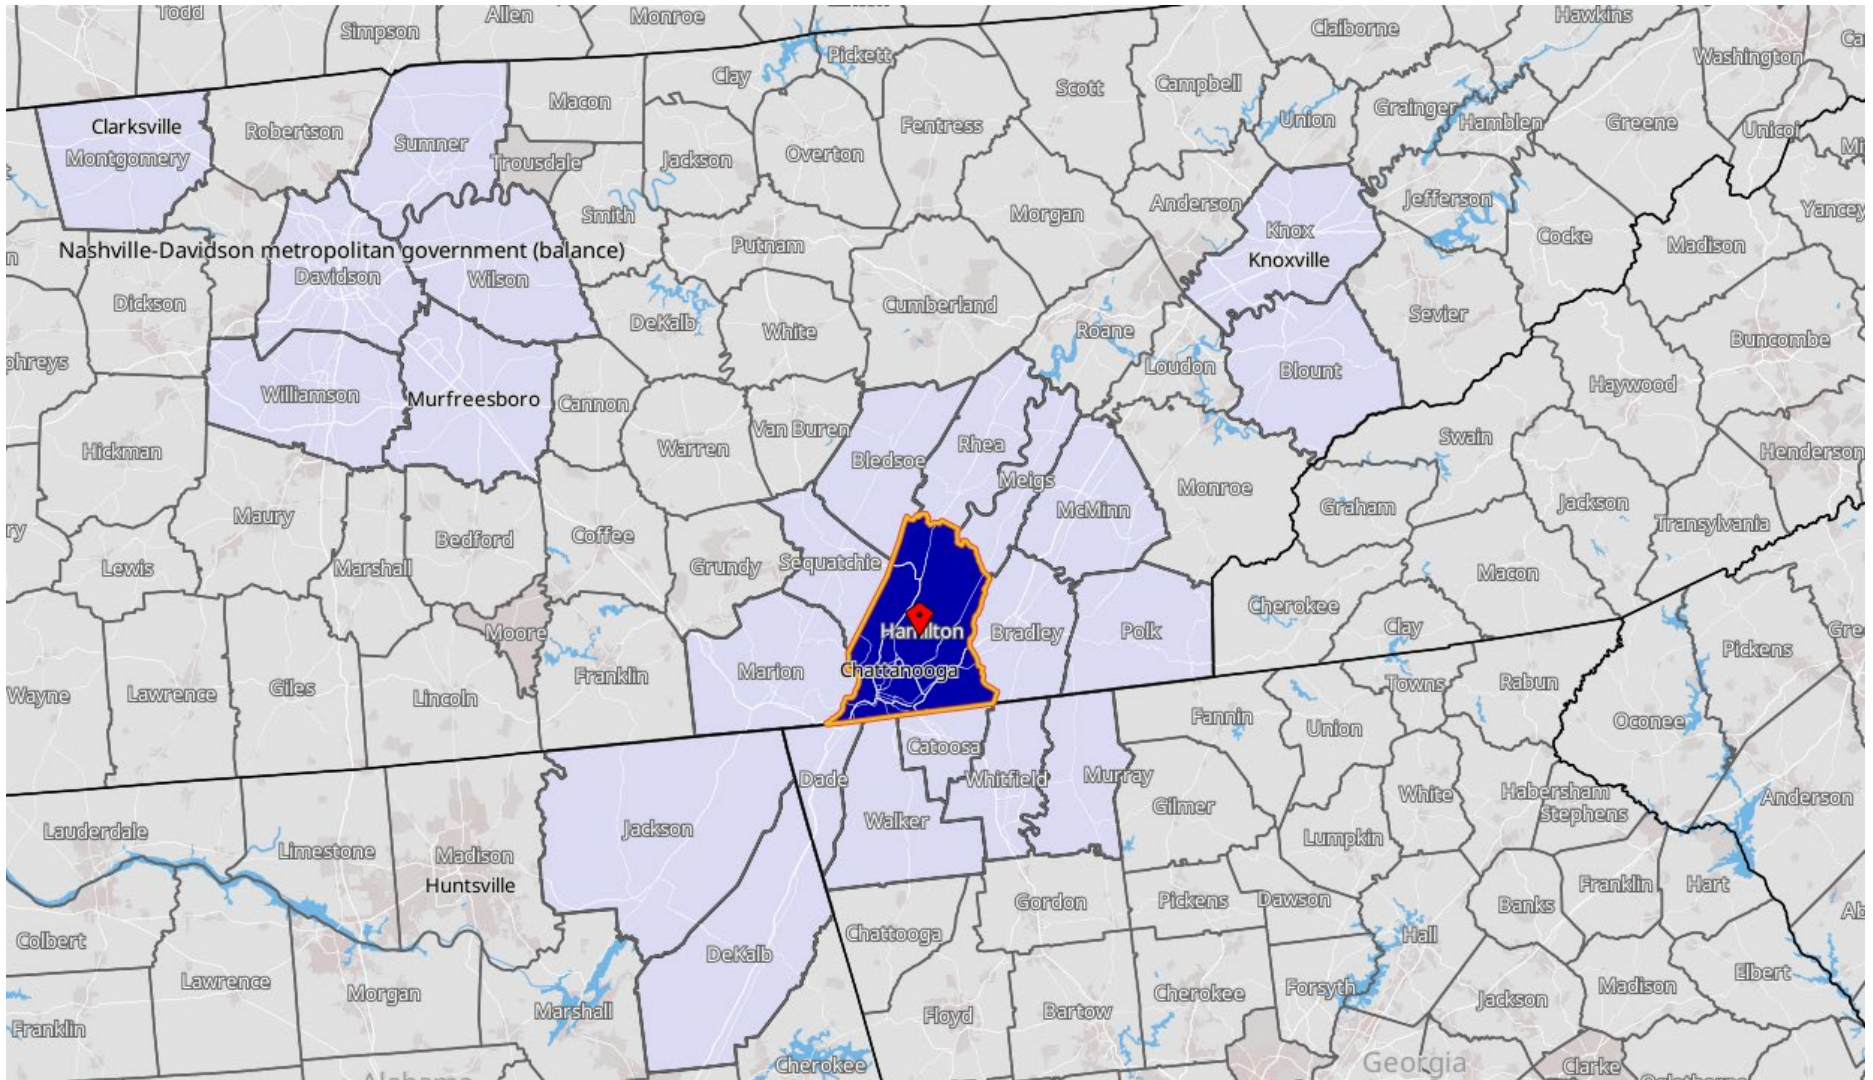 Todd
Simpson
Allen
Monroe
Pickett
Clay
Claiborne
Hawkins
Washington
Scott
Campbell
Clarksville
Montgomery
Robertson
Sumner
Macon
Trousdale
Jackson
Overton
Fentress
Union
Grainger
Hamblen
Greene
Unicoi
Smith
Putnam
Morgan
Anderson
Jefferson
Cocke
Madison
Yancey
Nashville-Davidson metropolitan government (balance)
Davidson
Wilson
Knox
Knoxville
Dickson
DeKalb
White
Cumberland
Roane
Loudon
Sevier
Buncombe
phreys
Williamson
Murfreesboro
Cannon
Blount
Haywood
Hickman
Warren
Van Buren
Bledsoe
Rhea
Meigs
McMinn
Monroe
Swain
Henderson
Graham
Jackson
Transylvania
ry
Maury
Bedford
Coffee
Lewis
Marshall
Grundy
Sequatchie
Macon
Cherokee
Clay
Moore
Hamilton
Bradley
Polk
Pickens
Gre
Wayne
Lawrence
Giles
Lincoln
Franklin
Marion
Chattanooga
Towns
Rabun
Fannin
Union
Oconee
Catoosa
Dade
Whitfield
Murray
Gilmer
White
Habersham
Stephens
Anderson
Lauderdale
Limestone
Madison
Huntsville
Jackson
Walker
Lumpkin
Gordon
Pickens
Dawson
Banks
Franklin
Hart
Ab
Colbert
Chattooga
Hall
Lawrence
Morgan
Marshall
DeKalb
Floyd
Bartow
Cherokee
Forsyth
Jackson
Madison
Elbert
Franklin
Cherokee
Georgia
Clarke
Alabama